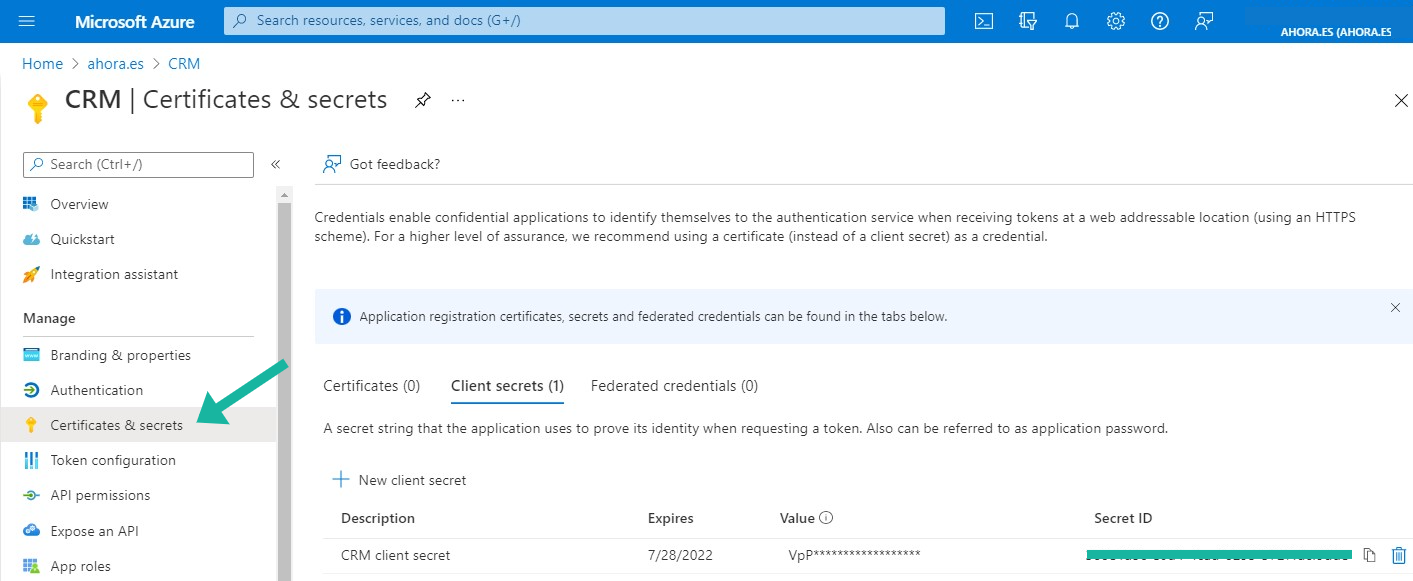 Microsoft Azure
Search resources, services, and docs (G+/)
AHORA.ES (AHORA.ES
Home > ahora.es > CRM
CRM | Certificates & secrets
...
Search (Ctrl+/)
«
Got feedback?
Overview
Quickstart
Integration assistant
Manage
Branding & properties
Authentication
Certificates & secrets
Token configuration
API permissions
Expose an API
App roles
Credentials enable confidential applications to identify themselves to the authentication service when receiving tokens at a web addressable location (using an HTTPS
scheme). For a higher level of assurance, we recommend using a certificate (instead of a client secret) as a credential.
Application registration certificates, secrets and federated credentials can be found in the tabs below.
Certificates (0) Client secrets (1) Federated credentials (0)
A secret string that the application uses to prove its identity when requesting a token. Also can be referred to as application password.
New client secret
Description Expires Value Secret ID
CRM client secret 7/28/2022 VpP******************